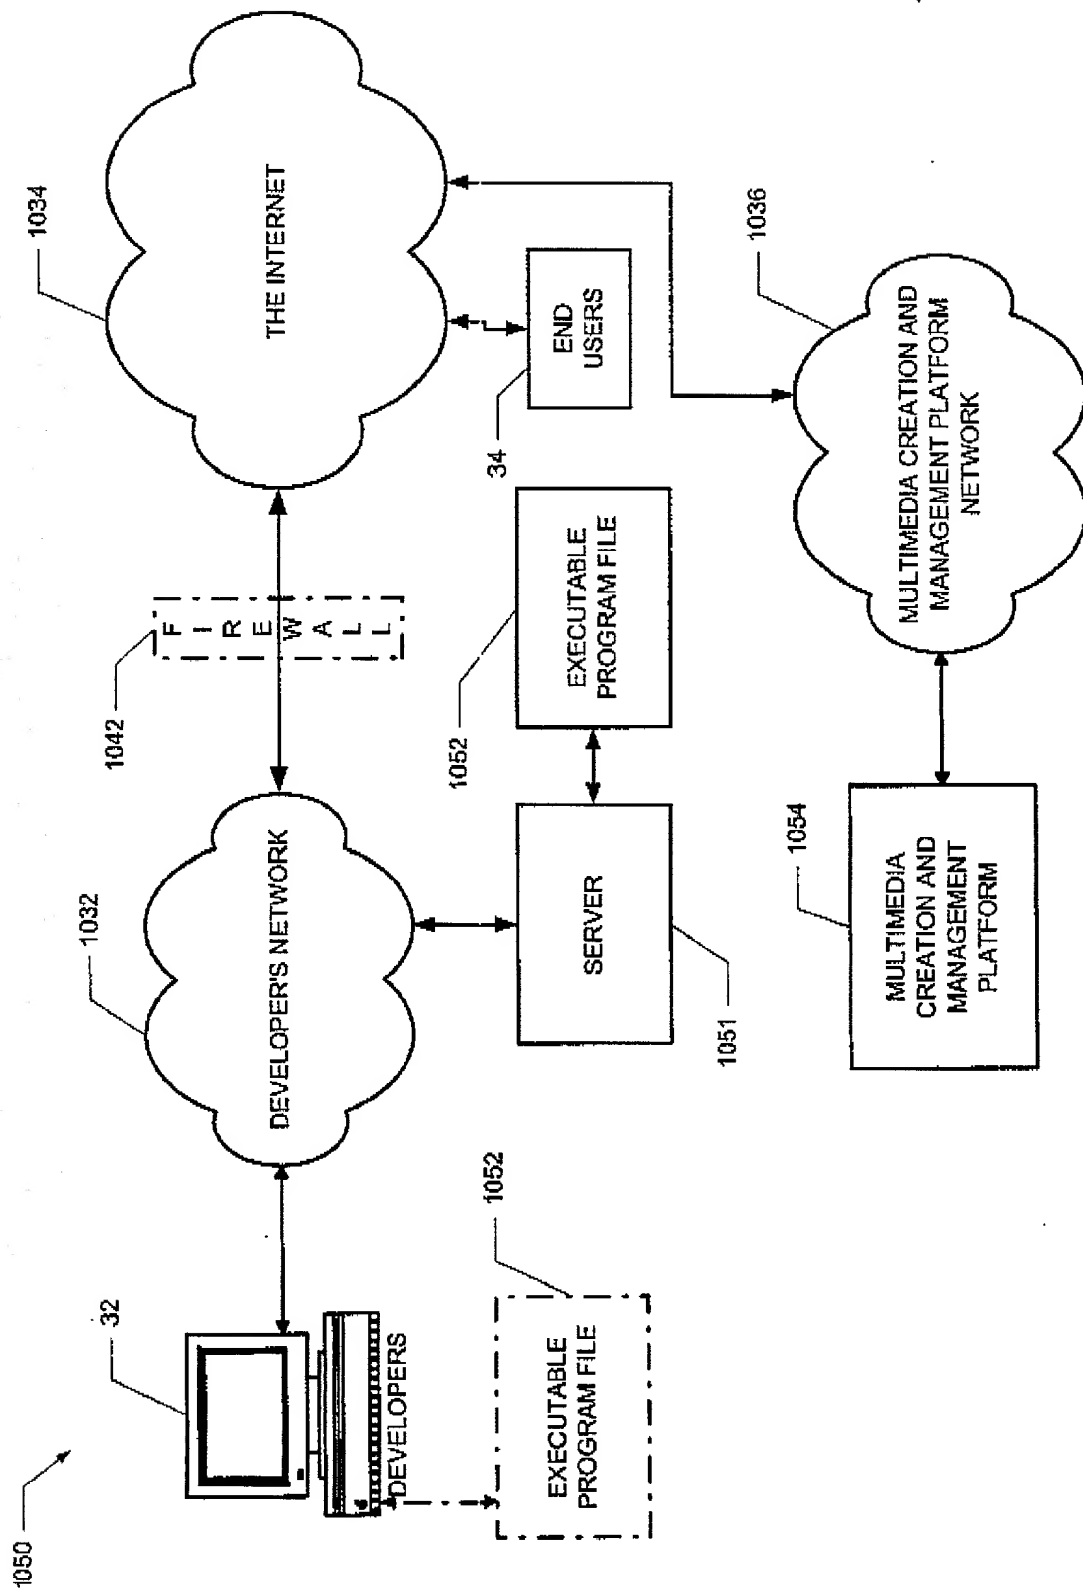 1050
32
DEVELOPERS
EXECUTABLE
PROGRAM FILE
1052
1032
DEVELOPER'S NETWORK
SERVER
1051
1042
FIREWALL
EXECUTABLE
PROGRAM FILE
1052
1034
THE INTERNET
END
USERS
34
1036
MULTIMEDIA CREATION AND
MANAGEMENT PLATFORM
NETWORK
1054
MULTIMEDIA
CREATION AND
MANAGEMENT
PLATFORM